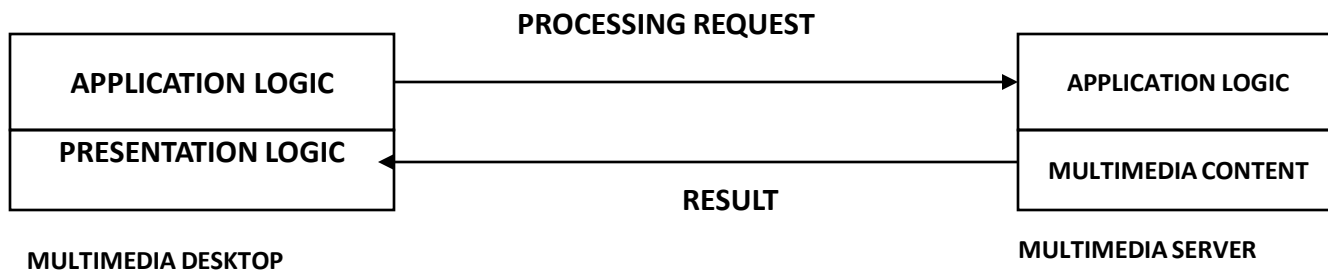 PROCESSING REQUEST
APPLICATION LOGIC
APPLICATION LOGIC
PRESENTATION LOGIC
MULTIMEDIA CONTENT
RESULT
MULTIMEDIA DESKTOP
MULTIMEDIA SERVER